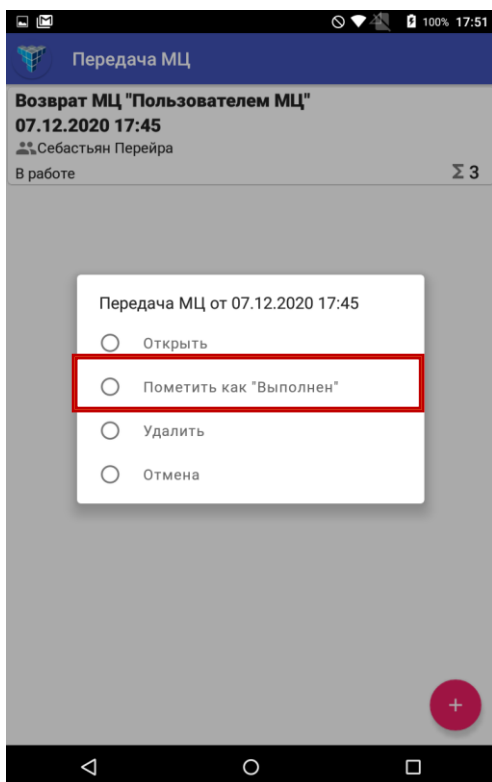 100% 17:51
Передача МЦ
Возврат МЦ "Пользователем МЦ"
07.12.2020 17:45
Себастьян Перейра
В работе
Σ 3
Передача МЦ от 07.12.2020 17:45
Открыть
Пометить как "Выполнен"
Удалить
Отмена
+